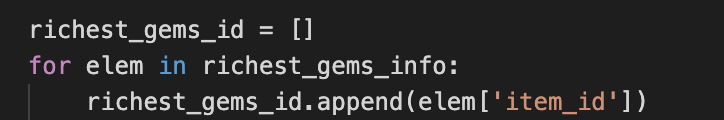 richest_gems_id = []
for elem in richest_gems_info:
    richest_gems_id.append(elem['item_id'])